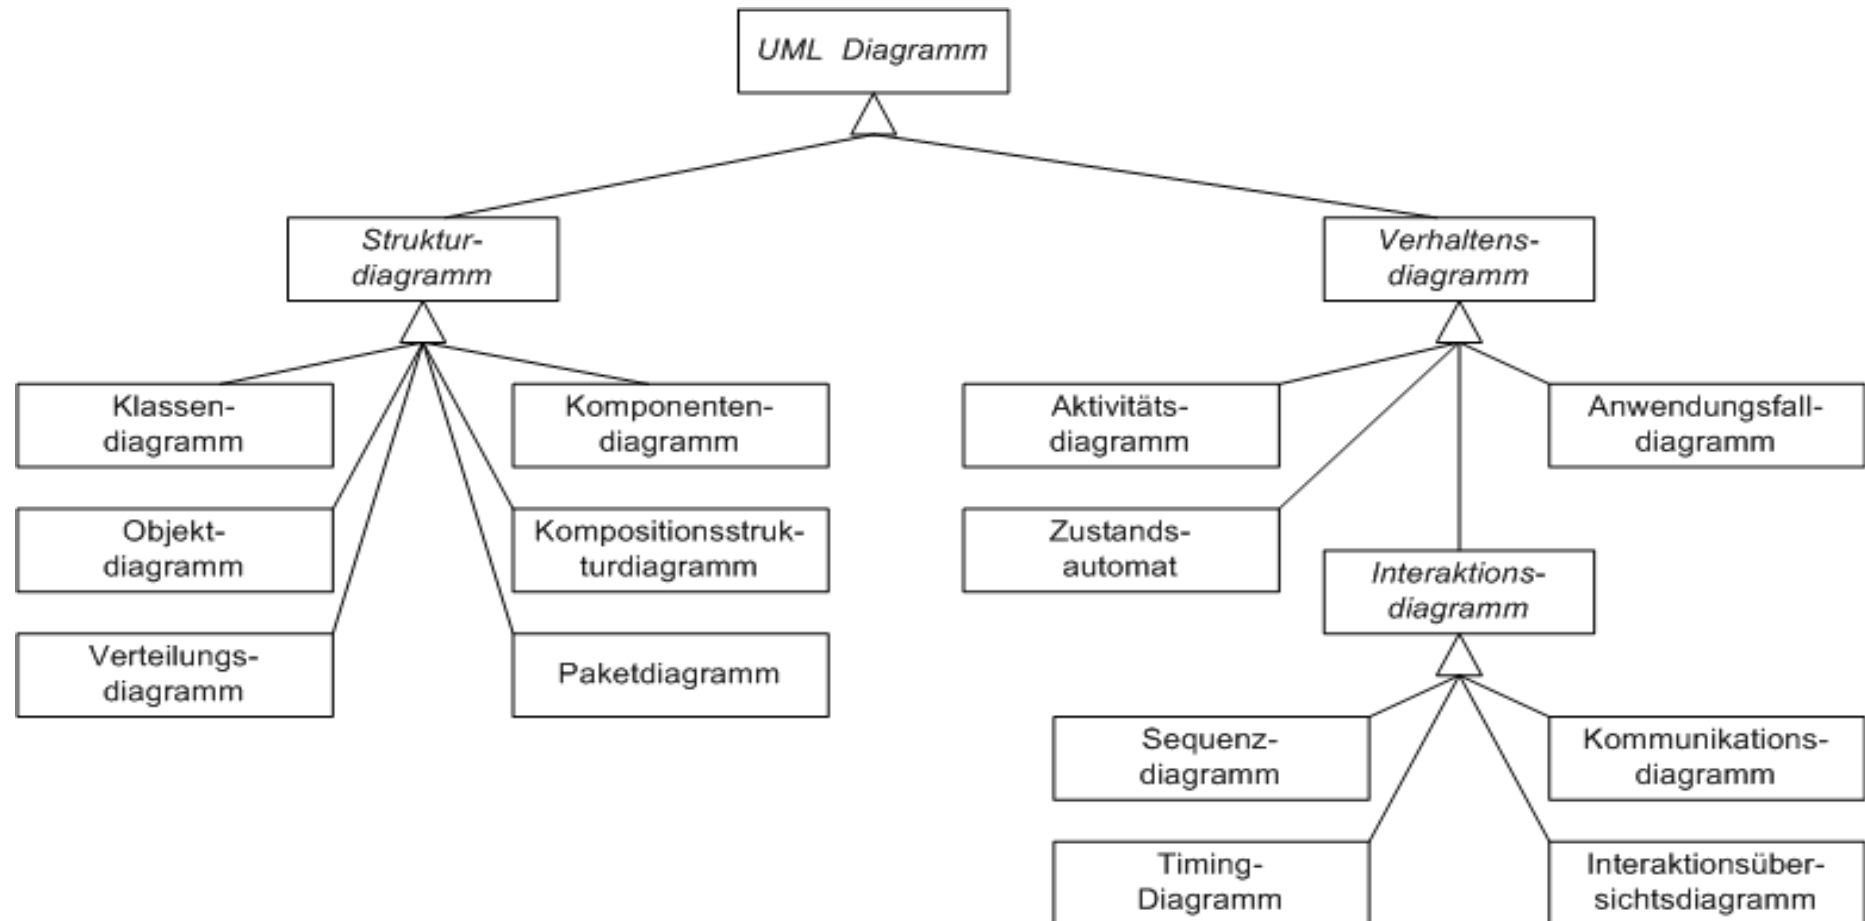 UML Diagramm
Struktur-
diagramm
Verhaltens-
diagramm
Klassen-
diagramm
Komponenten-
diagramm
Aktivitäts-
diagramm
Anwendungsfall-
diagramm
Objekt-
diagramm
Kompositionsstruk-
turdiagramm
Zustands-
automat
Interaktions-
diagramm
Verteilungs-
diagramm
Paketdiagramm
Sequenz-
diagramm
Kommunikations-
diagramm
Timing-
Diagramm
Interaktionsüber-
sichtsdiagramm